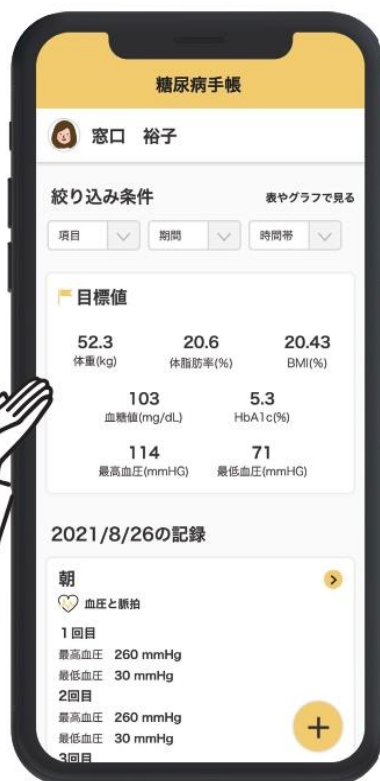 糖尿病手帳
窓口 裕子
絞り込み条件 表やグラフで見る
項目 期間 時間帯
目標値
52.3 20.6 20.43
体重(kg) 体脂肪率(%) BMI(%)
103 5.3
血糖値(mg/dL) HbA1c(%)
114 71
最高血圧(mmHG) 最低血圧(mmHG)
2021/8/26の記録
朝
血圧と脈拍
1回目
最高血圧 260 mmHg
最低血圧 30 mmHg
2回目
最高血圧 260 mmHg
最低血圧 30 mmHg
3回目